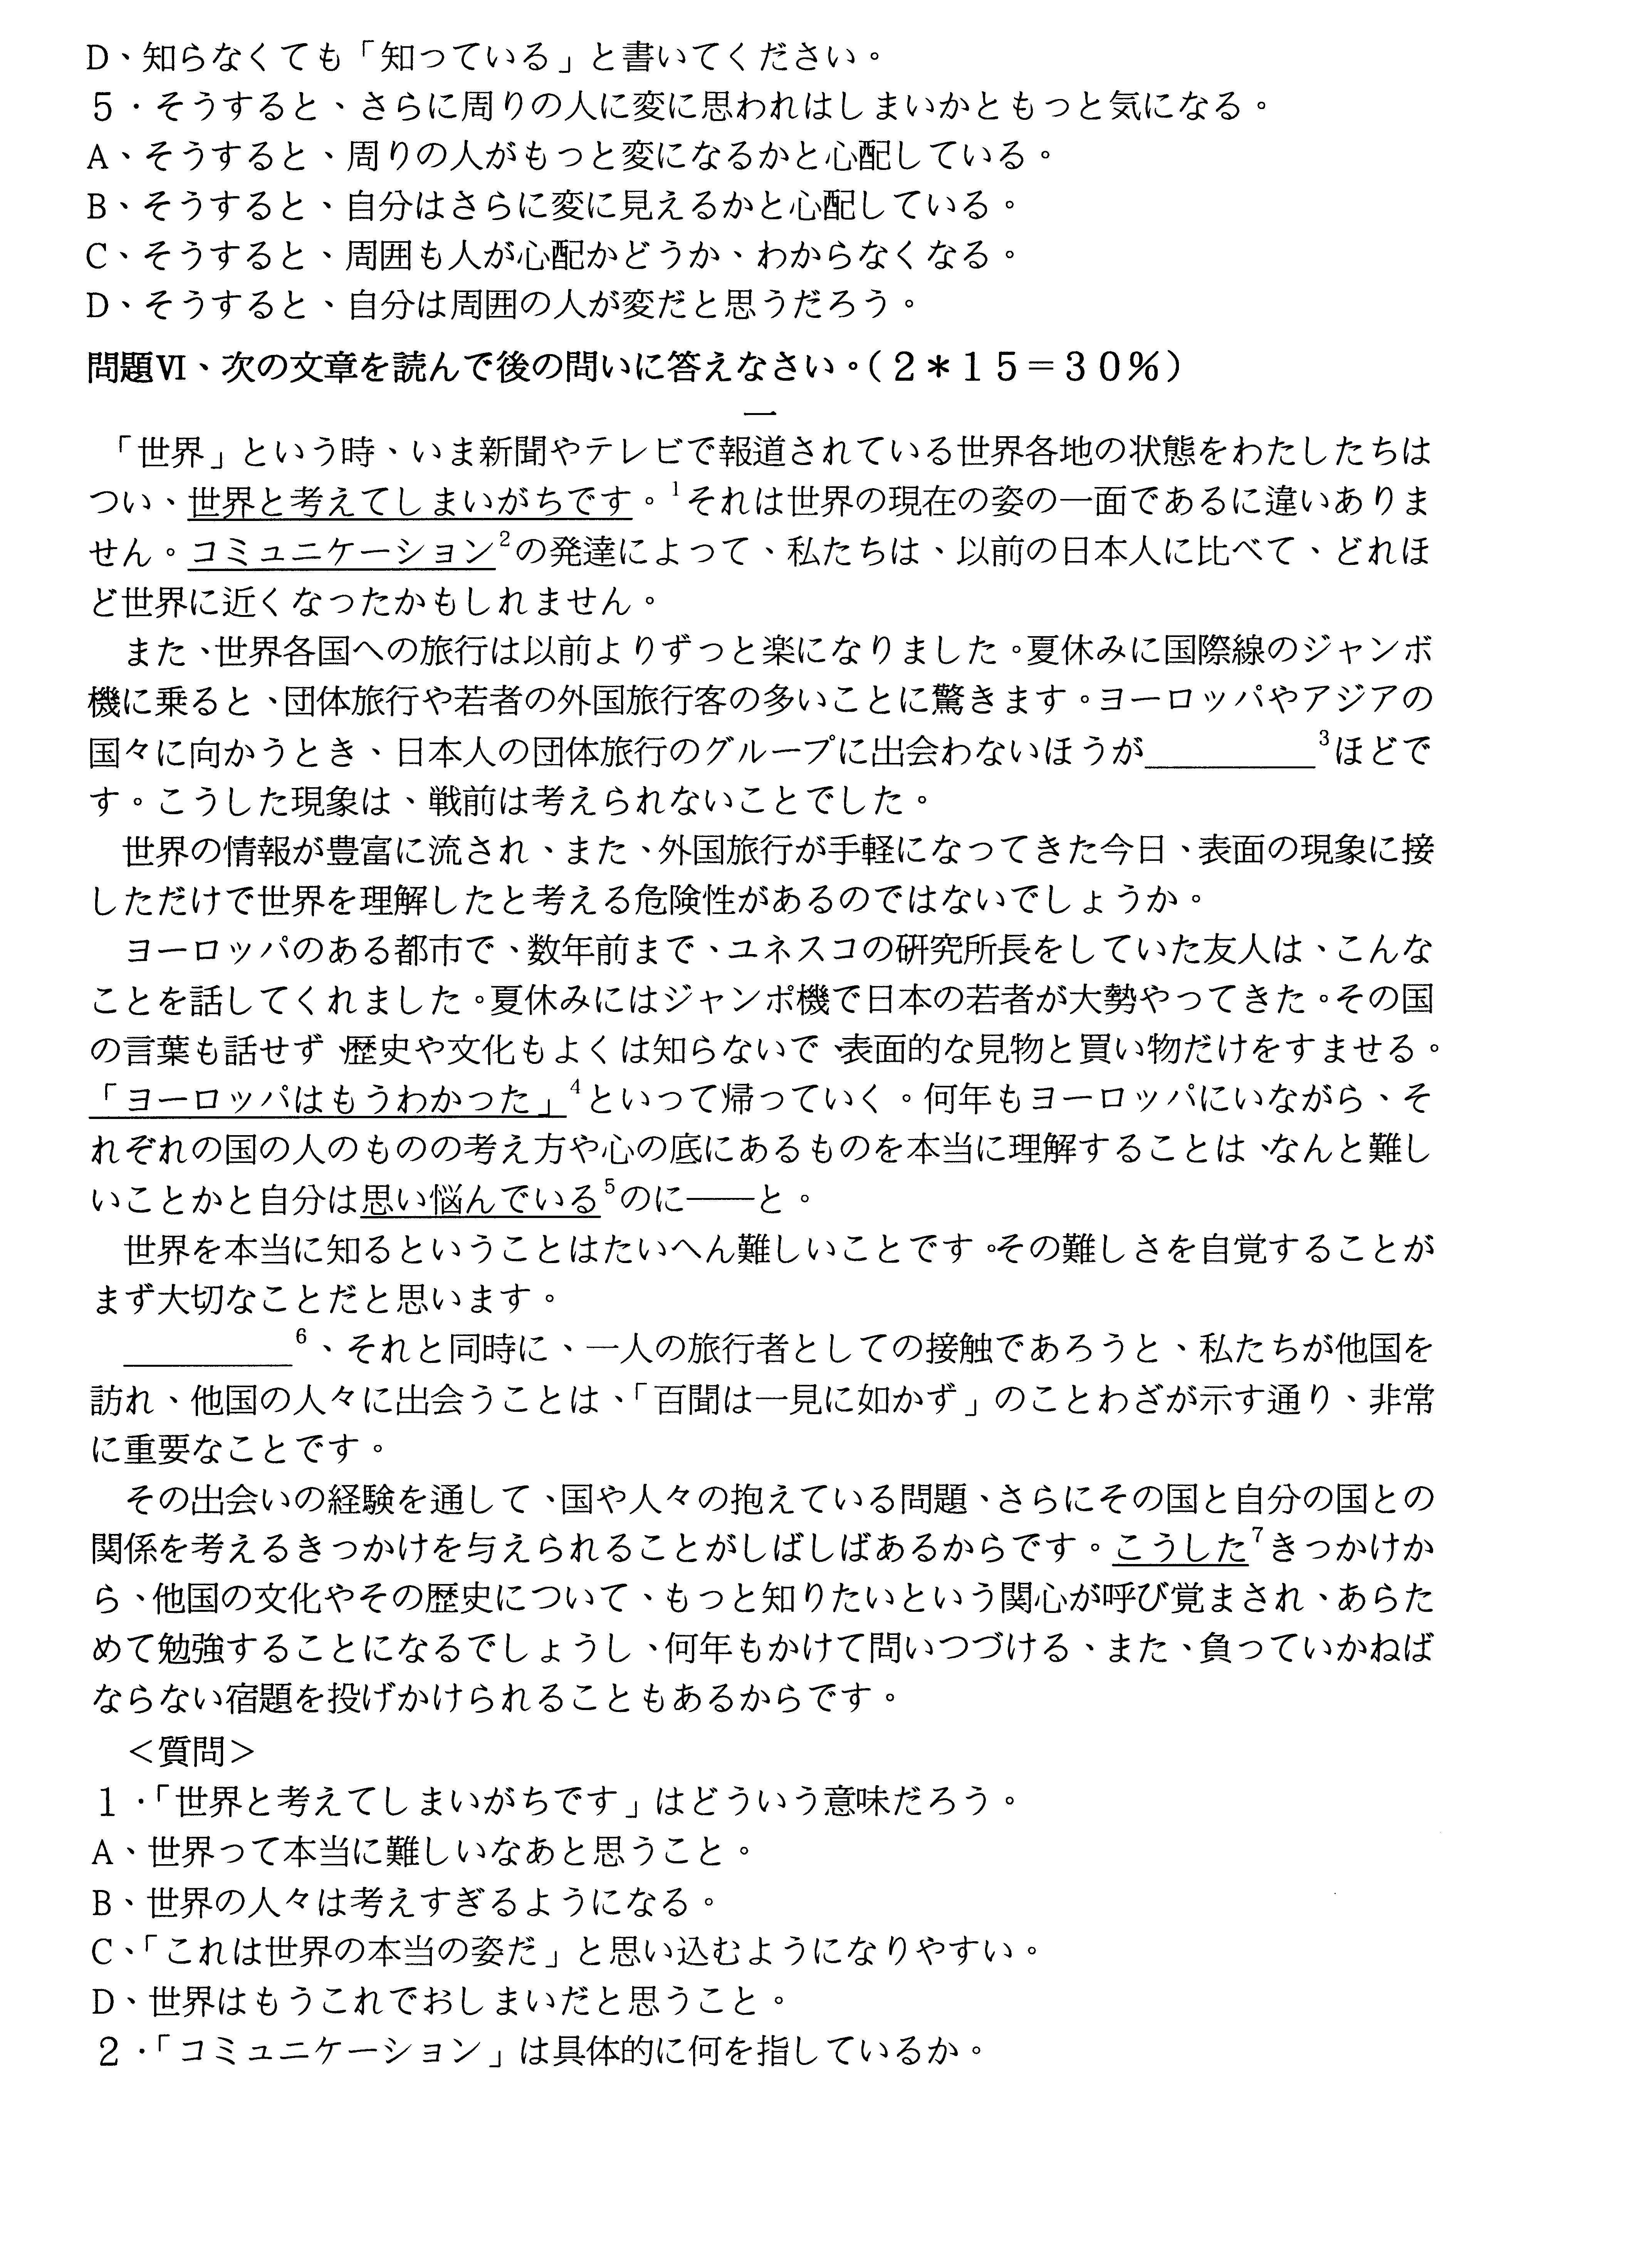 D、知らなくても「知っている」と書いてください。
５．そうすると、さらに周りの人に変に思われはしまいかともっと気になる。
A、そうすると、周りの人がもっと変になるかと心配している。
B、そうすると、自分はさらに変に見えるかと心配している。
C、そうすると、周囲も人が心配かどうか、わからなくなる。
D、そうすると、自分は周囲の人が変だと思うだろう。
問題Ⅵ、次の文章を読んで後の問いに答えなさい。（２＊１５＝３０％）
一
「世界」という時、いま新聞やテレビで報道されている世界各地の状態をわたしたちは
つい、世界と考えてしまいがちです。1それは世界の現在の姿の一面であるに違いありま
せん。コミュニケーション2の発達によって、私たちは、以前の日本人に比べて、どれほ
ど世界に近くなったかもしれません。
また、世界各国への旅行は以前よりずっと楽になりました。夏休みに国際線のジャンボ
機に乗ると、団体旅行や若者の外国旅行客の多いことに驚きます。ヨーロッパやアジアの
国々に向かうとき、日本人の団体旅行のグループに出会わないほうが＿＿＿＿＿3ほどで
す。こうした現象は、戦前は考えられないことでした。
世界の情報が豊富に流され、また、外国旅行が手軽になってきた今日、表面の現象に接
しただけで世界を理解したと考える危険性があるのではないでしょうか。
ヨーロッパのある都市で、数年前まで、ユネスコの研究所長をしていた友人は、こんな
ことを話してくれました。夏休みにはジャンボ機で日本の若者が大勢やってきた。その国
の言葉も話せず、歴史や文化もよくは知らないで、表面的な見物と買い物だけをすませる。
「ヨーロッパはもうわかった」4といって帰っていく。何年もヨーロッパにいながら、そ
れぞれの国の人のものの考え方や心の底にあるものを本当に理解することは、なんと難し
いことかと自分は思い悩んでいる5のに――と。
世界を本当に知るということはたいへん難しいことです。その難しさを自覚することが
まず大切なことだと思います。
＿＿＿＿＿6、それと同時に、一人の旅行者としての接触であろうと、私たちが他国を
訪れ、他国の人々に出会うことは、「百聞は一見に如かず」のことわざが示す通り、非常
に重要なことです。
その出会いの経験を通して、国や人々の抱えている問題、さらにその国と自分の国との
関係を考えるきっかけを与えられることがしばしばあるからです。こうした7きっかけか
ら、他国の文化やその歴史について、もっと知りたいという関心が呼び覚まされ、あらた
めて勉強することになるでしょうし、何年もかけて問いつづける、また、負っていかねば
ならない宿題を投げかけられることもあるからです。
＜質問＞
１．「世界と考えてしまいがちです」はどういう意味だろう。
A、世界って本当に難しいなあと思うこと。
B、世界の人々は考えすぎるようになる。
C、「これは世界の本当の姿だ」と思い込むようになりやすい。
D、世界はもうこれでおしまいだと思うこと。
２．「コミュニケーション」は具体的に何を指しているか。